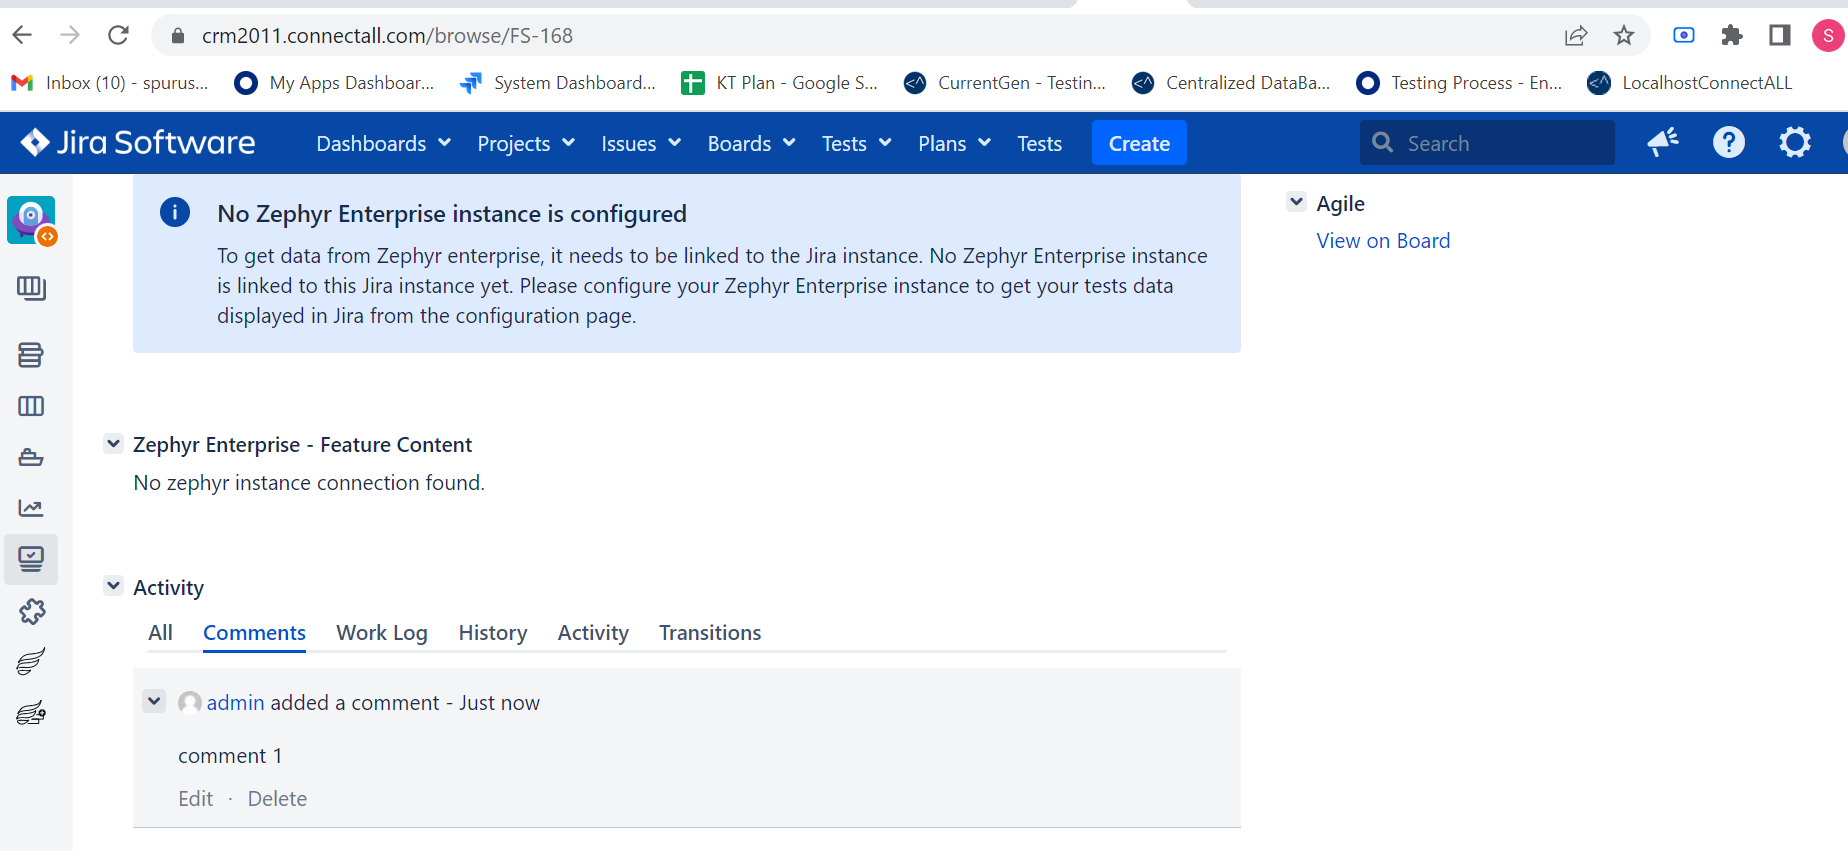 crm2011.connectall.com/browse/FS-168
S
Inbox (10) - spurus...
My Apps Dashboar...
System Dashboard...
KT Plan - Google S...
CurrentGen - Testin...
Centralized DataBa...
Testing Process - En...
LocalhostConnectALL
Jira Software
Dashboards
Projects
Issues
Boards
Tests
Plans
Tests
Create
Search
No Zephyr Enterprise instance is configured
To get data from Zephyr enterprise, it needs to be linked to the Jira instance. No Zephyr Enterprise instance
is linked to this Jira instance yet. Please configure your Zephyr Enterprise instance to get your tests data
displayed in Jira from the configuration page.
Agile
View on Board
Zephyr Enterprise - Feature Content
No zephyr instance connection found.
Activity
All
Comments
Work Log
History
Activity
Transitions
admin added a comment - Just now
comment 1
Edit · Delete